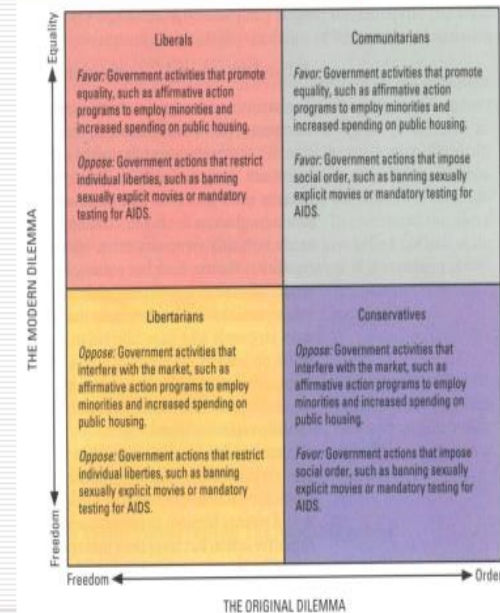 Equality
THE MODERN DILEMMA
Freedom
Liberals
Favor: Government activities that promote
equality, such as affirmative action
programs to employ minorities and
increased spending on public housing.
Oppose: Government actions that restrict
individual liberties, such as banning
sexually explicit movies or mandatory
testing for AIDS.
Communitarians
Favor: Government activities that promote
equality, such as affirmative action
programs to employ minorities and
increased spending on public housing.
Favor: Government actions that impose
social order, such as banning sexually
explicit movies or mandatory testing for
AIDS.
Libertarians
Oppose: Government activities that
interfere with the market, such as
affirmative action programs to employ
minorities and increased spending on
public housing.
Oppose: Government actions that restrict
individual liberties, such as banning
sexually explicit movies or mandatory
testing for AIDS.
Conservatives
Oppose: Government activities that
interfere with the market, such as
affirmative action programs to employ
minorities and increased spending on
public housing.
Favor: Government actions that impose
social order, such as banning sexually
explicit movies or mandatory testing for
AIDS.
Freedom
Order
THE ORIGINAL DILEMMA